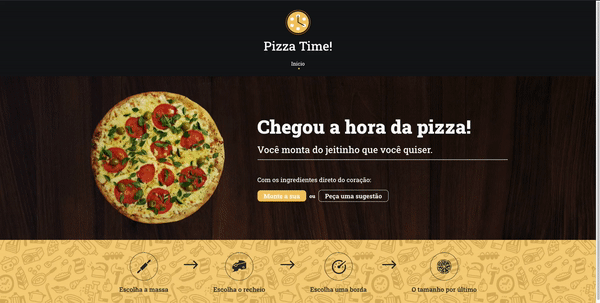 Pizza Time!
Início
Chegou a hora da pizza!
Você monta do jeitinho que você quiser.
Com os ingredientes direto do coração:
Monte a sua ou Peça uma sugestão
Escolha a massa
Escolha o recheio
Escolha uma borda
O tamanho por último